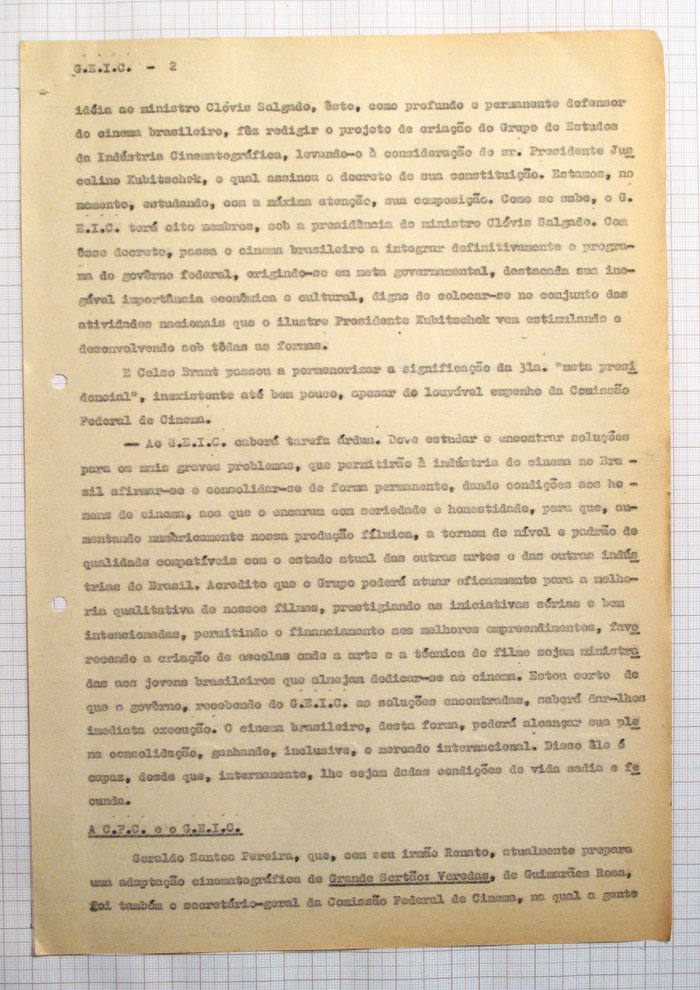 G.E.I.C. - 2
idéia ao ministro Clóvis Salgado, êste, como profundo e permanente defensor
do cinema brasileiro, fêz redigir o projeto de criação do Grupo de Estudos
da Indústria Cinematográfica, levando-o à consideração do sr. Presidente Jus
celino Kubitschek, o qual assinou o decreto de sua constituição. Estamos, no
momento, estudando, com a máxima atenção, sua composição. Como se sabe, o G.
E.I.C. terá oito membros, sob a presidência do ministro Clóvis Salgado. Com
êsse decreto, passa o cinema brasileiro a integrar definitivamente o progra-
ma do govêrno federal, erigindo-se em meta governamental, destacada sua ine-
gável importância econômica e cultural, digno de colocar-se no conjunto das
atividades nacionais que o ilustre Presidente Kubitschek vem estimulando e
desenvolvendo sob tôdas as formas.
E Celso Brant passou a pormenorizar a significação da 31a. "meta presi
dencial", inexistente até bem pouco, apesar do louvável empenho da Comissão
Federal de Cinema.
— Ao G.E.I.C. caberá tarefa árdua. Deve estudar e encontrar soluções
para os mais graves problemas, que permitirão à indústria do cinema no Bra -
sil afirmar-se e consolidar-se de forma permanente, dando condições aos ho -
mens de cinema, aos que o encaram com seriedade e honestidade, para que, au-
mentando numèricamente nossa produção fílmica, a tornem de nível e padrão de
qualidade compatíveis com o estado atual das outras artes e das outras indús
trias do Brasil. Acredito que o Grupo poderá atuar eficazmente para a melho-
ria qualitativa de nossos filmes, prestigiando as iniciativas sérias e bem
intencionadas, permitindo o financiamento aos melhores empreendimentos, favo
recendo a criação de escolas onde a arte e a técnica do filme sejam ministra
das aos jovens brasileiros que almejam dedicar-se ao cinema. Estou certo de
que o govêrno, recebendo do G.E.I.C. as soluções encontradas, saberá dar-lhes
imediata execução. O cinema brasileiro, desta forma, poderá alcançar sua ple
na consolidação, ganhando, inclusive, o mercado internacional. Disso êle é
capaz, desde que, internamente, lhe sejam dadas condições de vida sadia e fe
cunda.
A C.F.C. e o G.E.I.C.
Geraldo Santos Pereira, que, com seu irmão Renato, atualmente prepara
uma adaptação cinematográfica de Grande Sertão: Veredas, de Guimarães Rosa,
foi também o secretário-geral da Comissão Federal de Cinema, na qual a gente